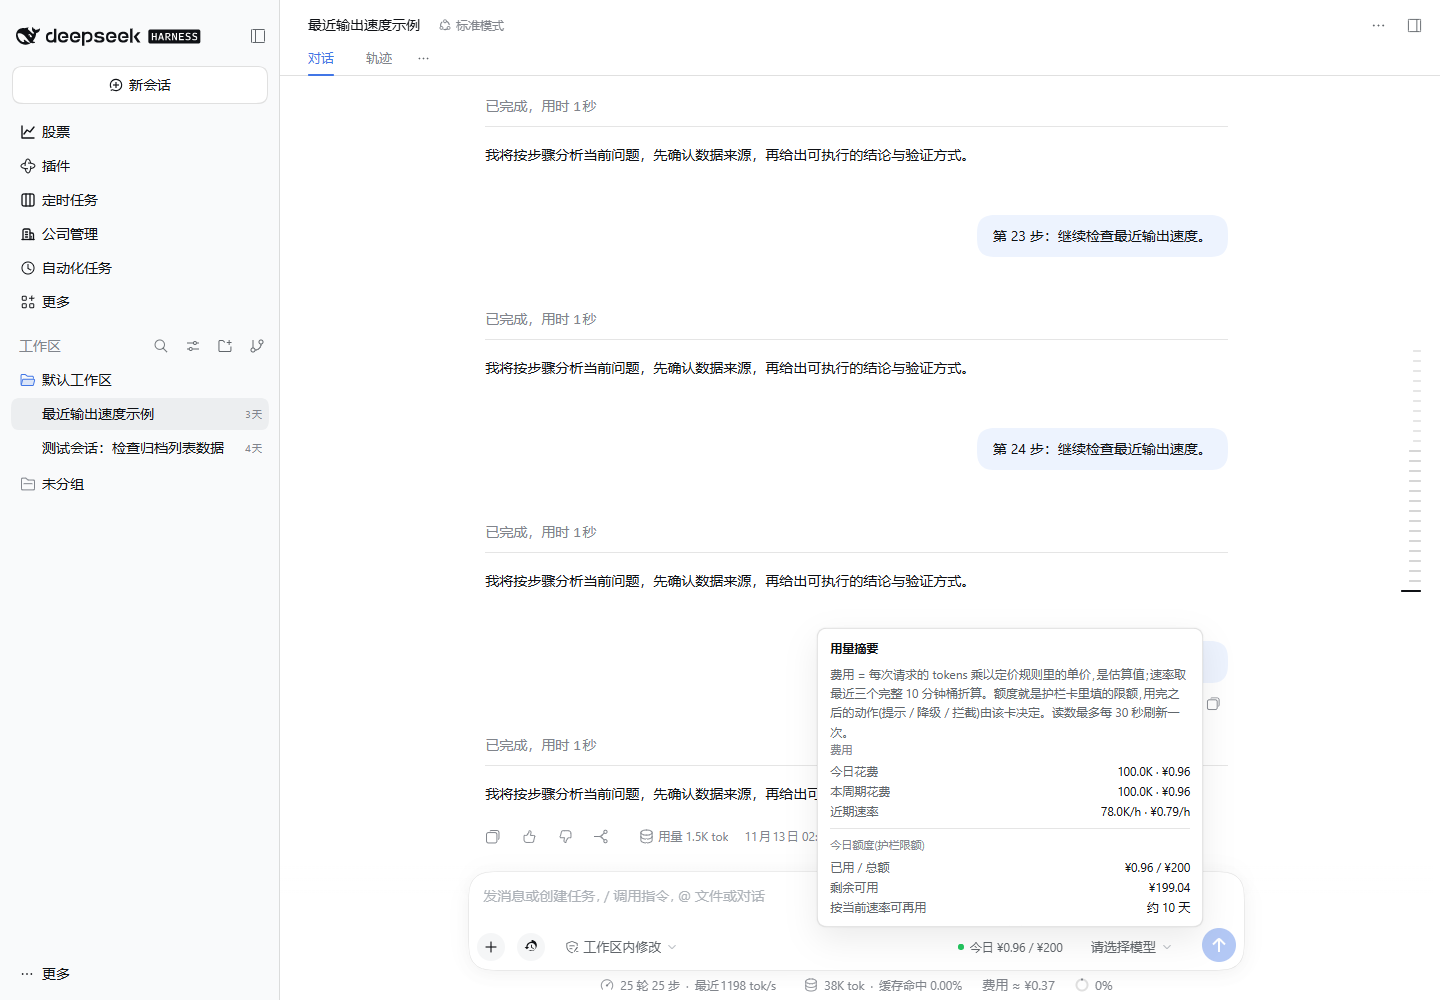 deepseek HARNESS
新会话
股票
插件
定时任务
公司管理
自动化任务
更多
工作区
默认工作区
最近输出速度示例 3天
测试会话：检查归档列表数据 4天
未分组
更多
最近输出速度示例 标准模式
对话 轨迹
已完成，用时 1秒
我将按步骤分析当前问题，先确认数据来源，再给出可执行的结论与验证方式。
第 23 步：继续检查最近输出速度。
已完成，用时 1秒
我将按步骤分析当前问题，先确认数据来源，再给出可执行的结论与验证方式。
第 24 步：继续检查最近输出速度。
已完成，用时 1秒
我将按步骤分析当前问题，先确认数据来源，再给出可执行的结论与验证方式。
已完成，用时 1秒
我将按步骤分析当前问题，先确认数据来源，再给出可
用量 1.5K tok 11月13日 02:
用量摘要
费用 = 每次请求的 tokens 乘以定价规则里的单价,是估算值;速率取
最近三个完整 10 分钟桶折算。额度就是护栏卡里填的限额,用完之
后的动作(提示 / 降级 / 拦截)由该卡决定。读数最多每 30 秒刷新一
次。
费用
今日花费 100.0K · ¥0.96
本周期花费 100.0K · ¥0.96
近期速率 78.0K/h · ¥0.79/h
今日额度(护栏限额)
已用 / 总额 ¥0.96 / ¥200
剩余可用 ¥199.04
按当前速率可再用 约 10 天
发消息或创建任务, / 调用指令, @ 文件或对话
工作区内修改 今日 ¥0.96 / ¥200 请选择模型
25 轮 25 步 · 最近1198 tok/s 38K tok · 缓存命中 0.00% 费用 ≈ ¥0.37 0%